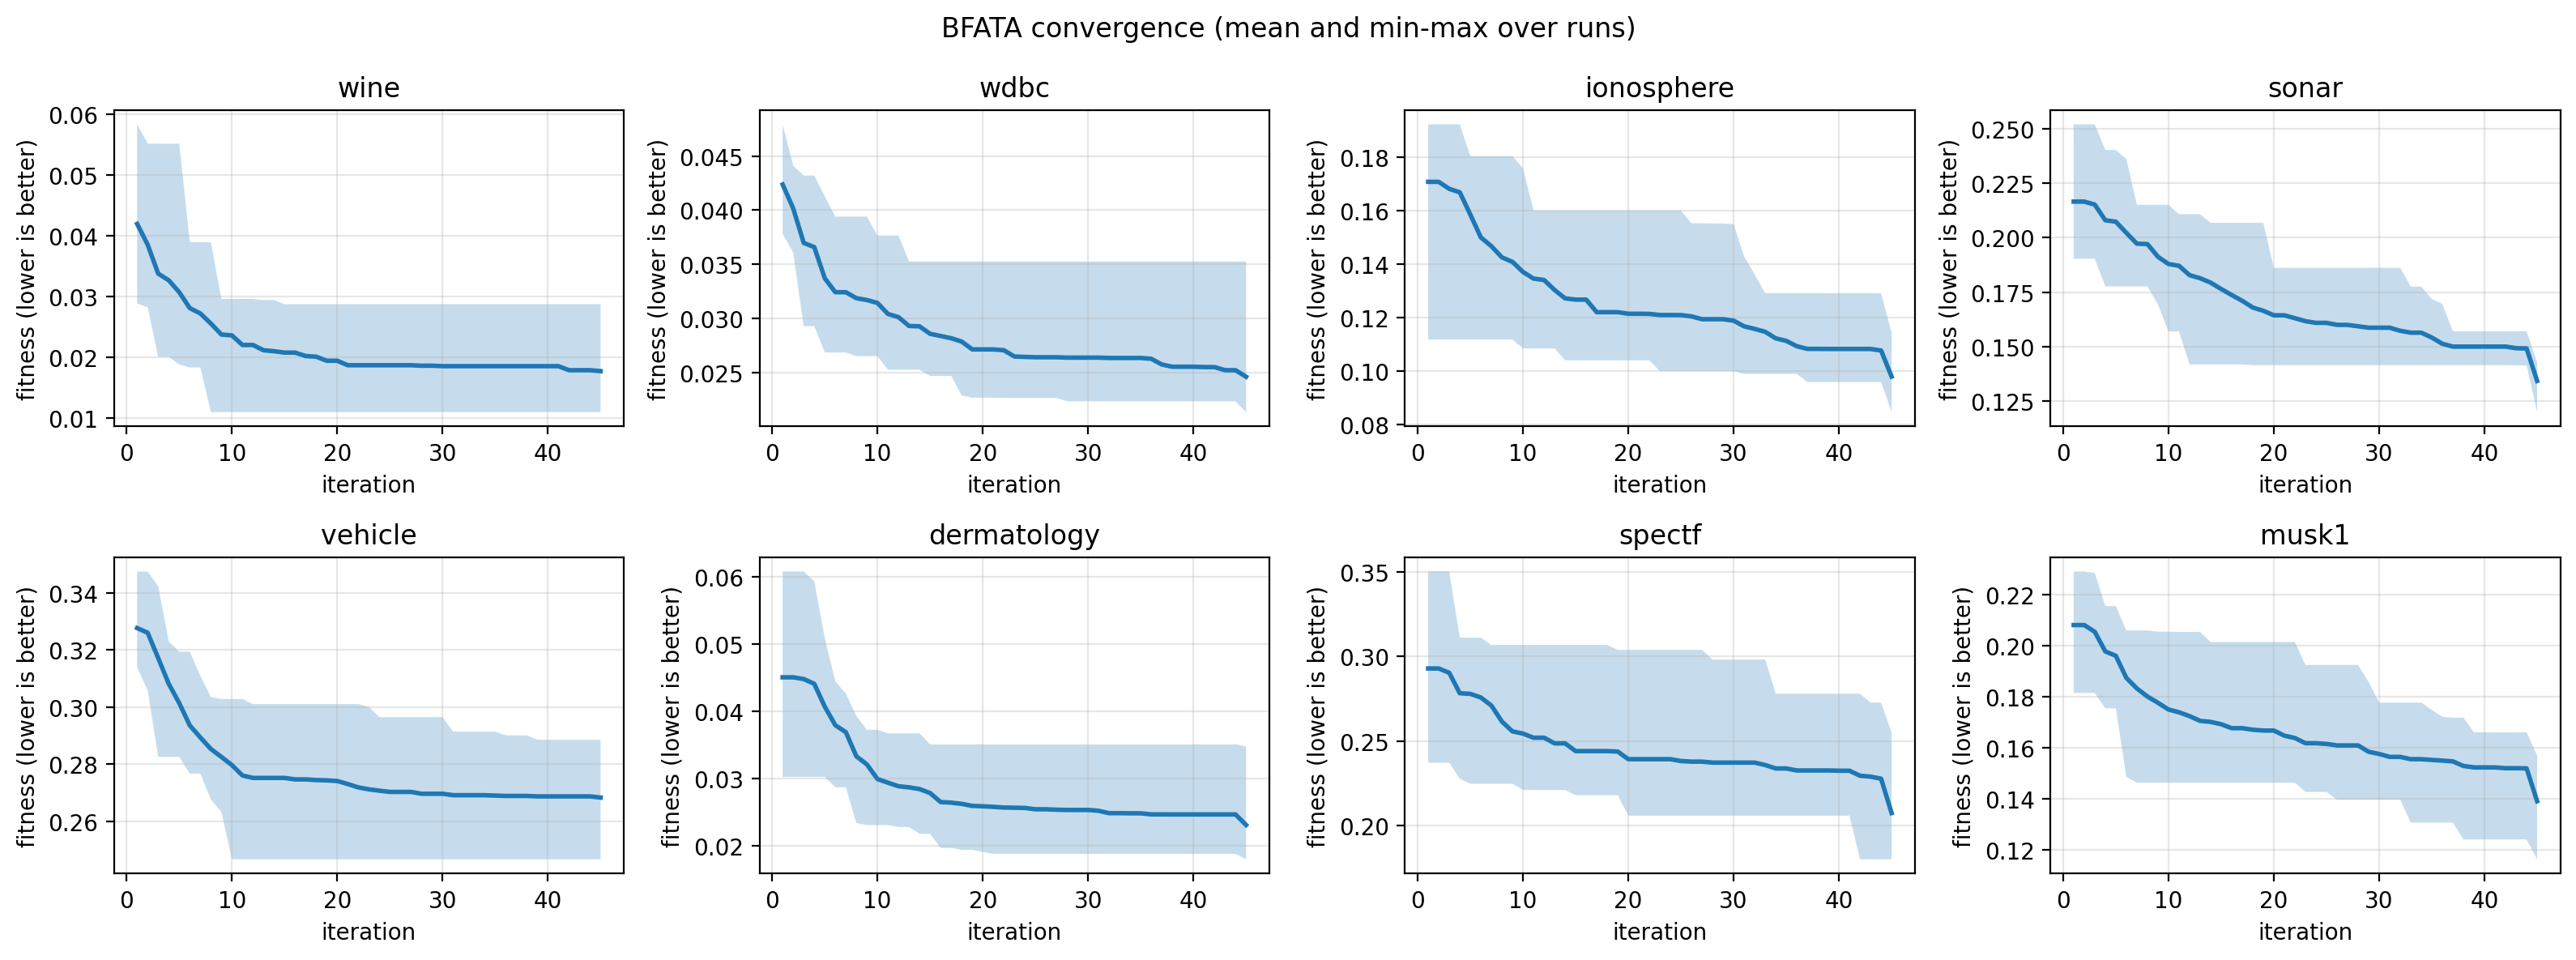 BFATA convergence (mean and min-max over runs)
wine
fitness (lower is better)
0.06
0.05
0.04
0.03
0.02
0.01
0 10 20 30 40
iteration
wdbc
fitness (lower is better)
0.045
0.040
0.035
0.030
0.025
0 10 20 30 40
iteration
ionosphere
fitness (lower is better)
0.18
0.16
0.14
0.12
0.10
0.08
0 10 20 30 40
iteration
sonar
fitness (lower is better)
0.250
0.225
0.200
0.175
0.150
0.125
0 10 20 30 40
iteration
vehicle
fitness (lower is better)
0.34
0.32
0.30
0.28
0.26
0 10 20 30 40
iteration
dermatology
fitness (lower is better)
0.06
0.05
0.04
0.03
0.02
0 10 20 30 40
iteration
spectf
fitness (lower is better)
0.35
0.30
0.25
0.20
0 10 20 30 40
iteration
musk1
fitness (lower is better)
0.22
0.20
0.18
0.16
0.14
0.12
0 10 20 30 40
iteration